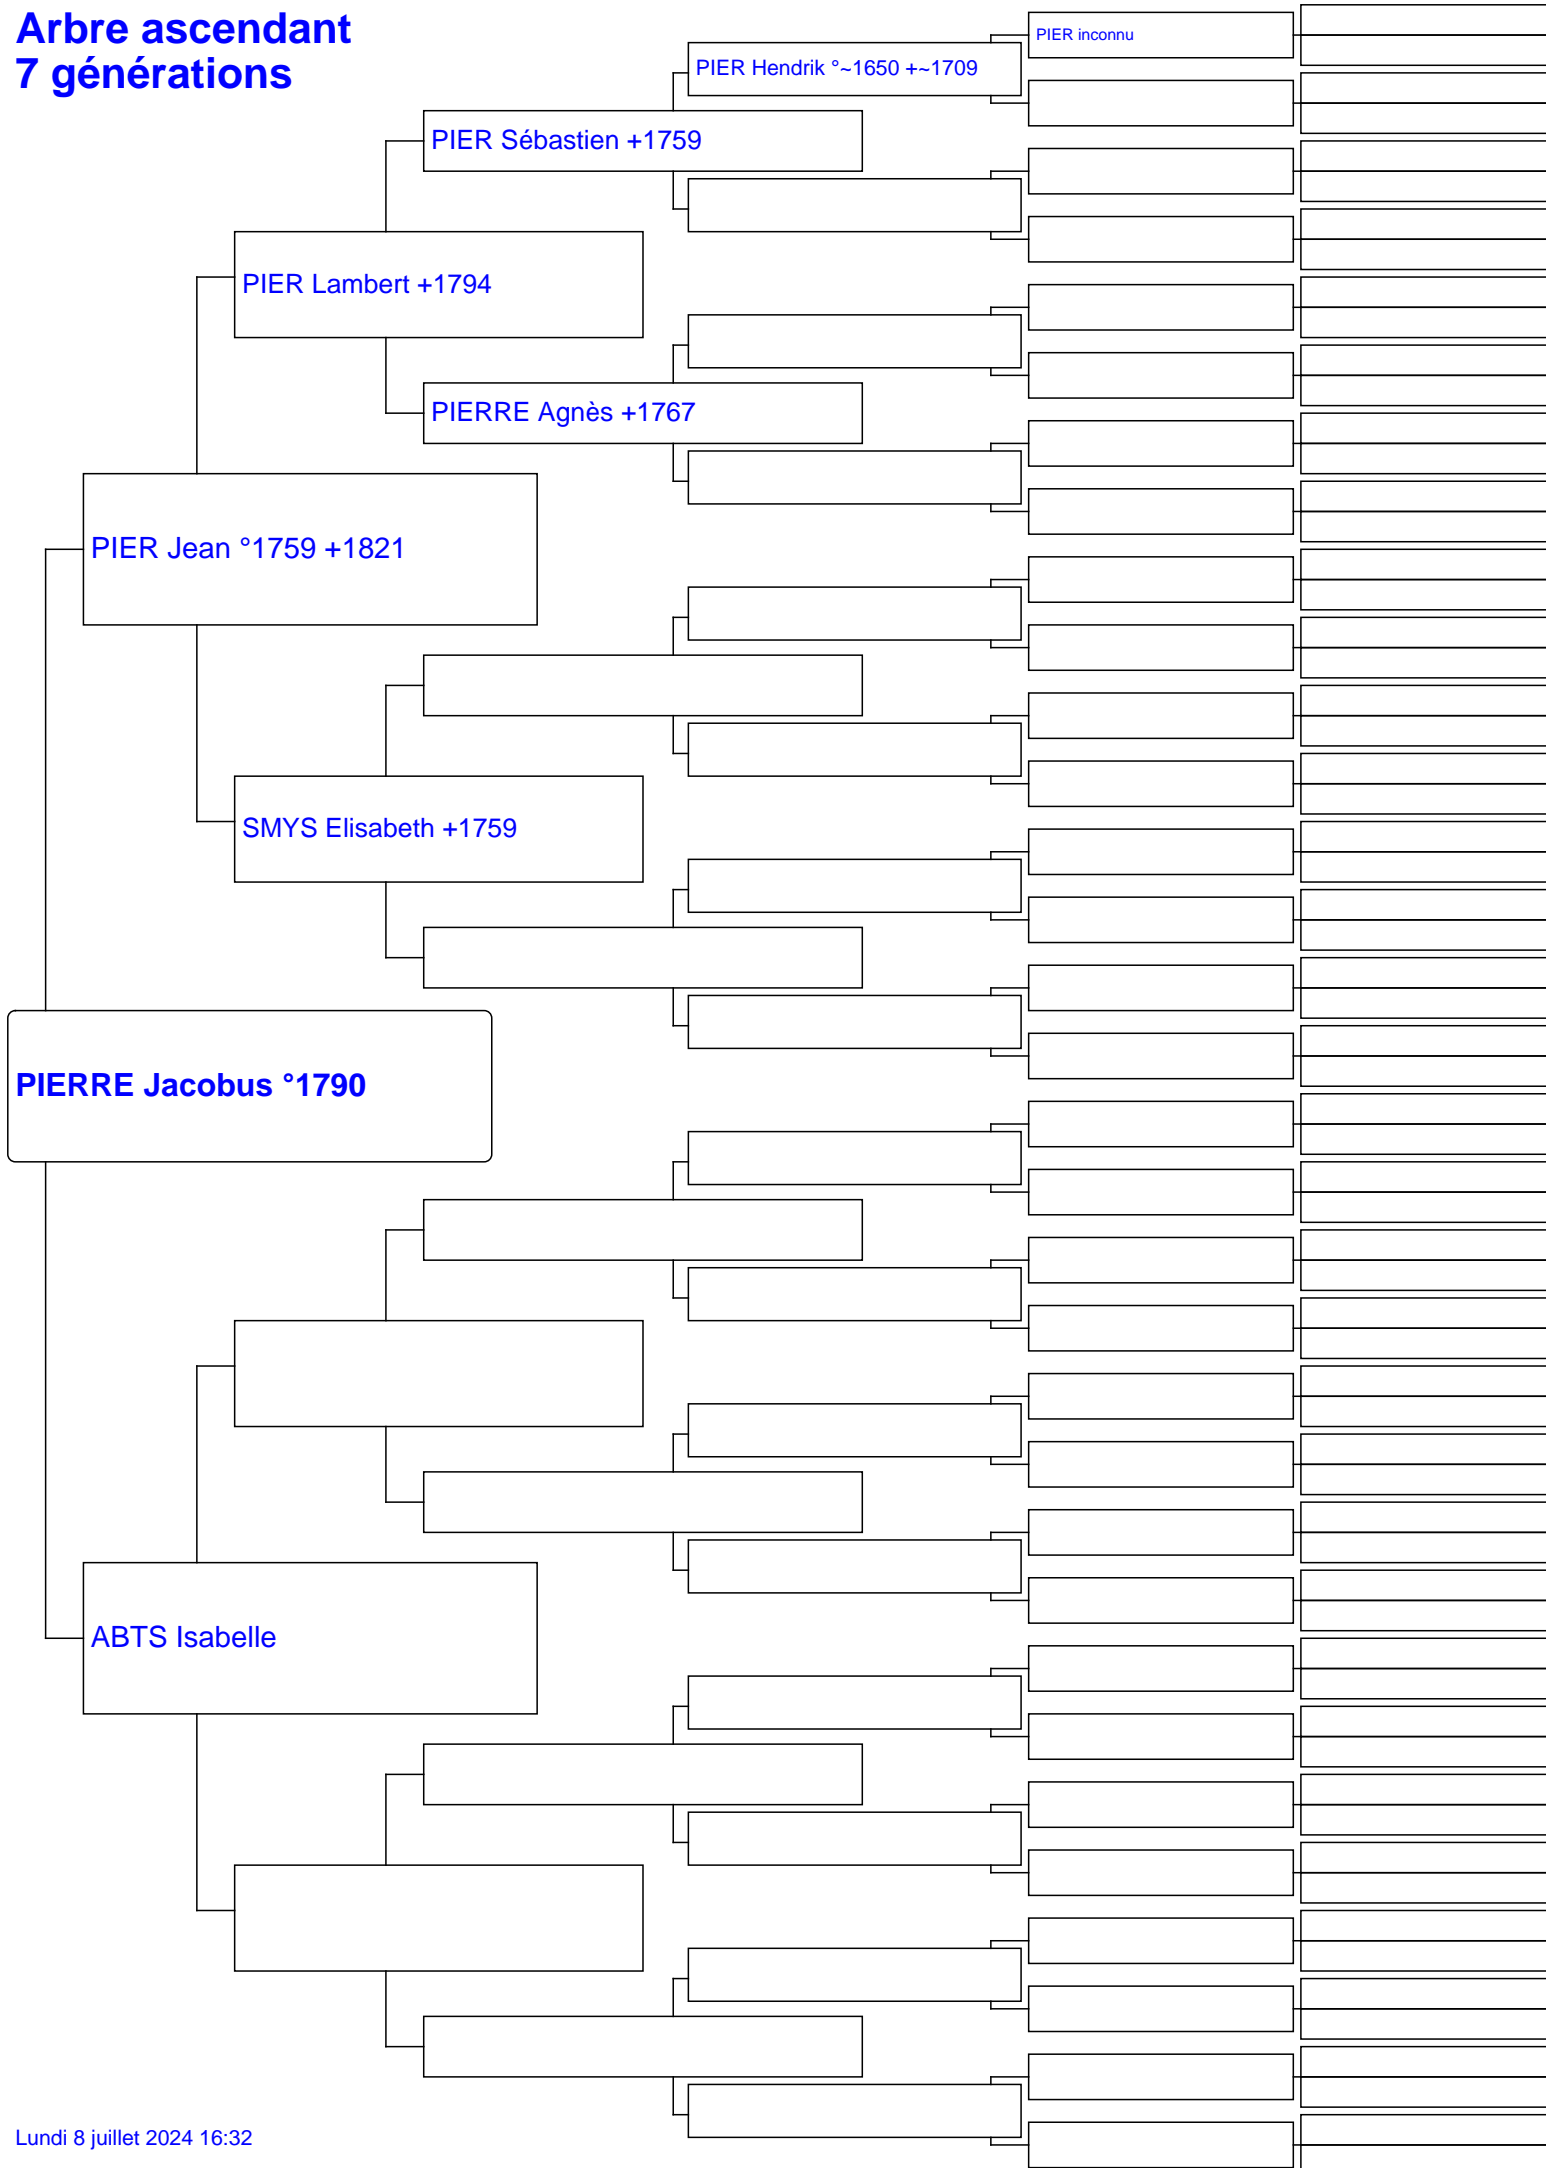 Arbre ascendant
7 générations
PIER inconnu
PIER Hendrik °~1650 +~1709
PIER Sébastien +1759
PIER Lambert +1794
PIERRE Agnès +1767
PIER Jean °1759 +1821
SMYS Elisabeth +1759
PIERRE Jacobus °1790
ABTS Isabelle
Lundi 8 juillet 2024 16:32